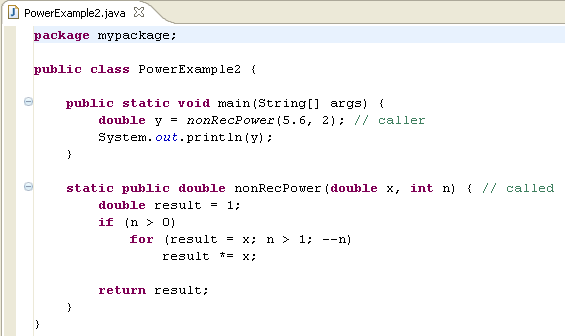 PowerExample2.java
package mypackage;
public class PowerExample2 {
public static void main(String[] args) {
double y = nonRecPower(5.6, 2); // caller
System.out.println(y);
}
static public double nonRecPower(double x, int n) { // called
double result = 1;
if (n > 0)
for (result = x; n > 1; --n)
result *= x;
return result;
}
}